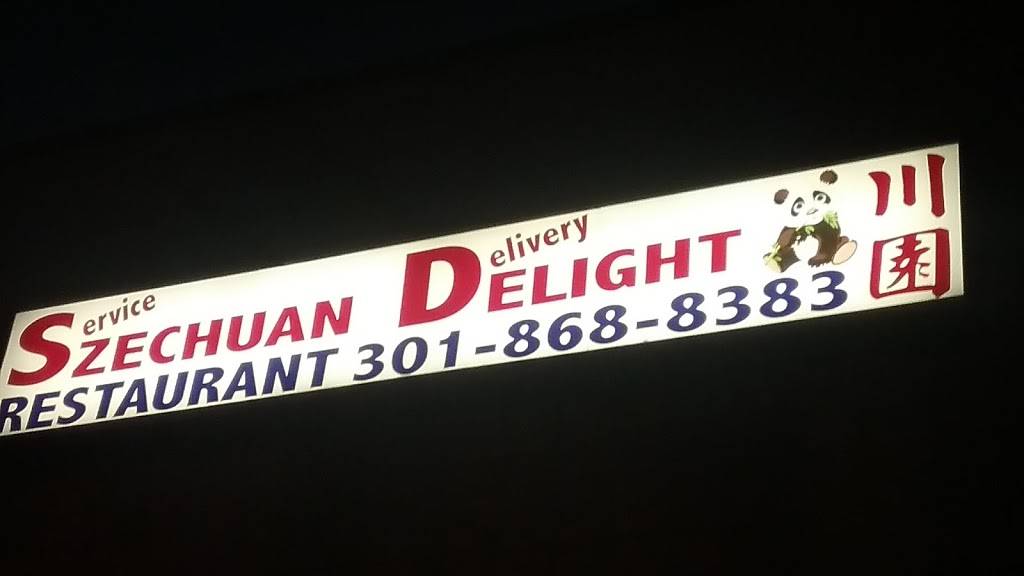 Service Delivery
SZECHUAN DELIGHT
RESTAURANT 301-868-8383
川園